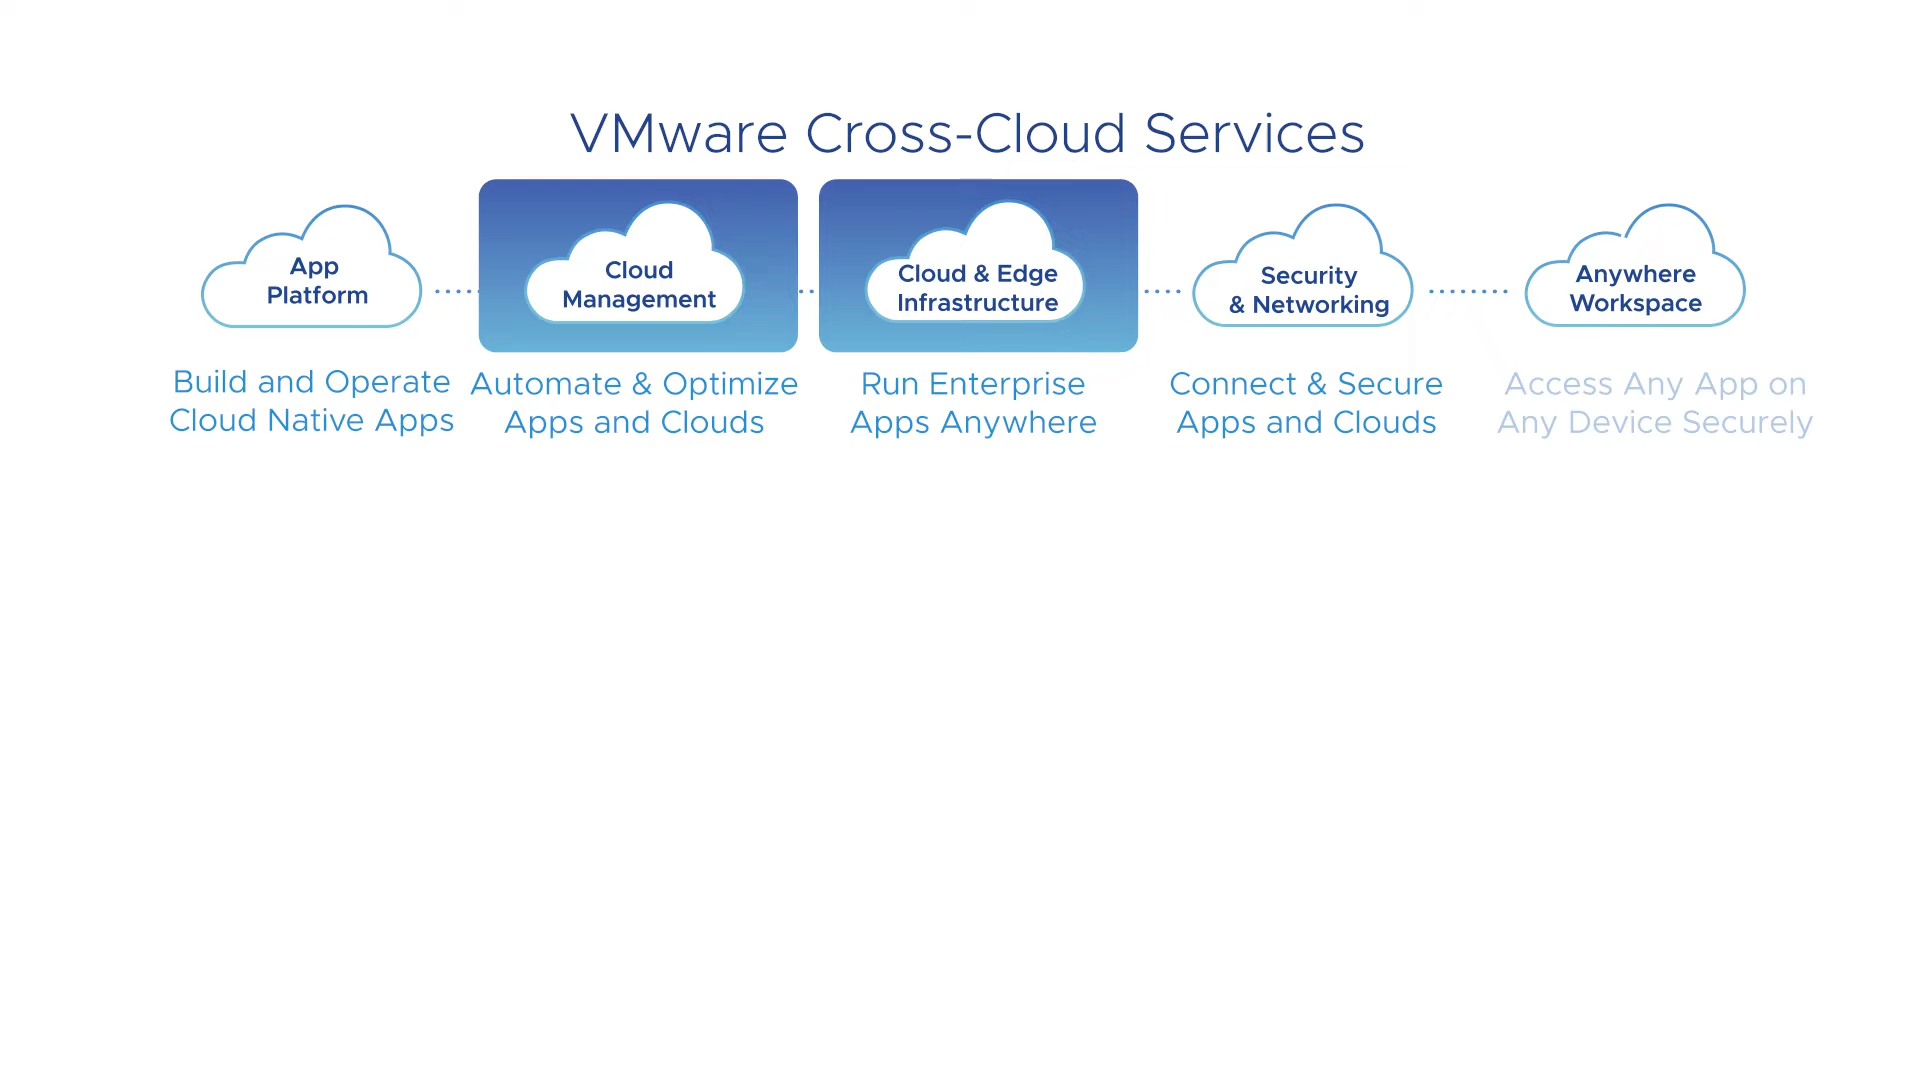 VMware Cross-Cloud Services
App
Platform
Cloud
Management
Cloud & Edge
Infrastructure
Security
& Networking
Anywhere
Workspace
Build and Operate
Cloud Native Apps
Automate & Optimize
Apps and Clouds
Run Enterprise
Apps Anywhere
Connect & Secure
Apps and Clouds
Access Any App on
Any Device Securely